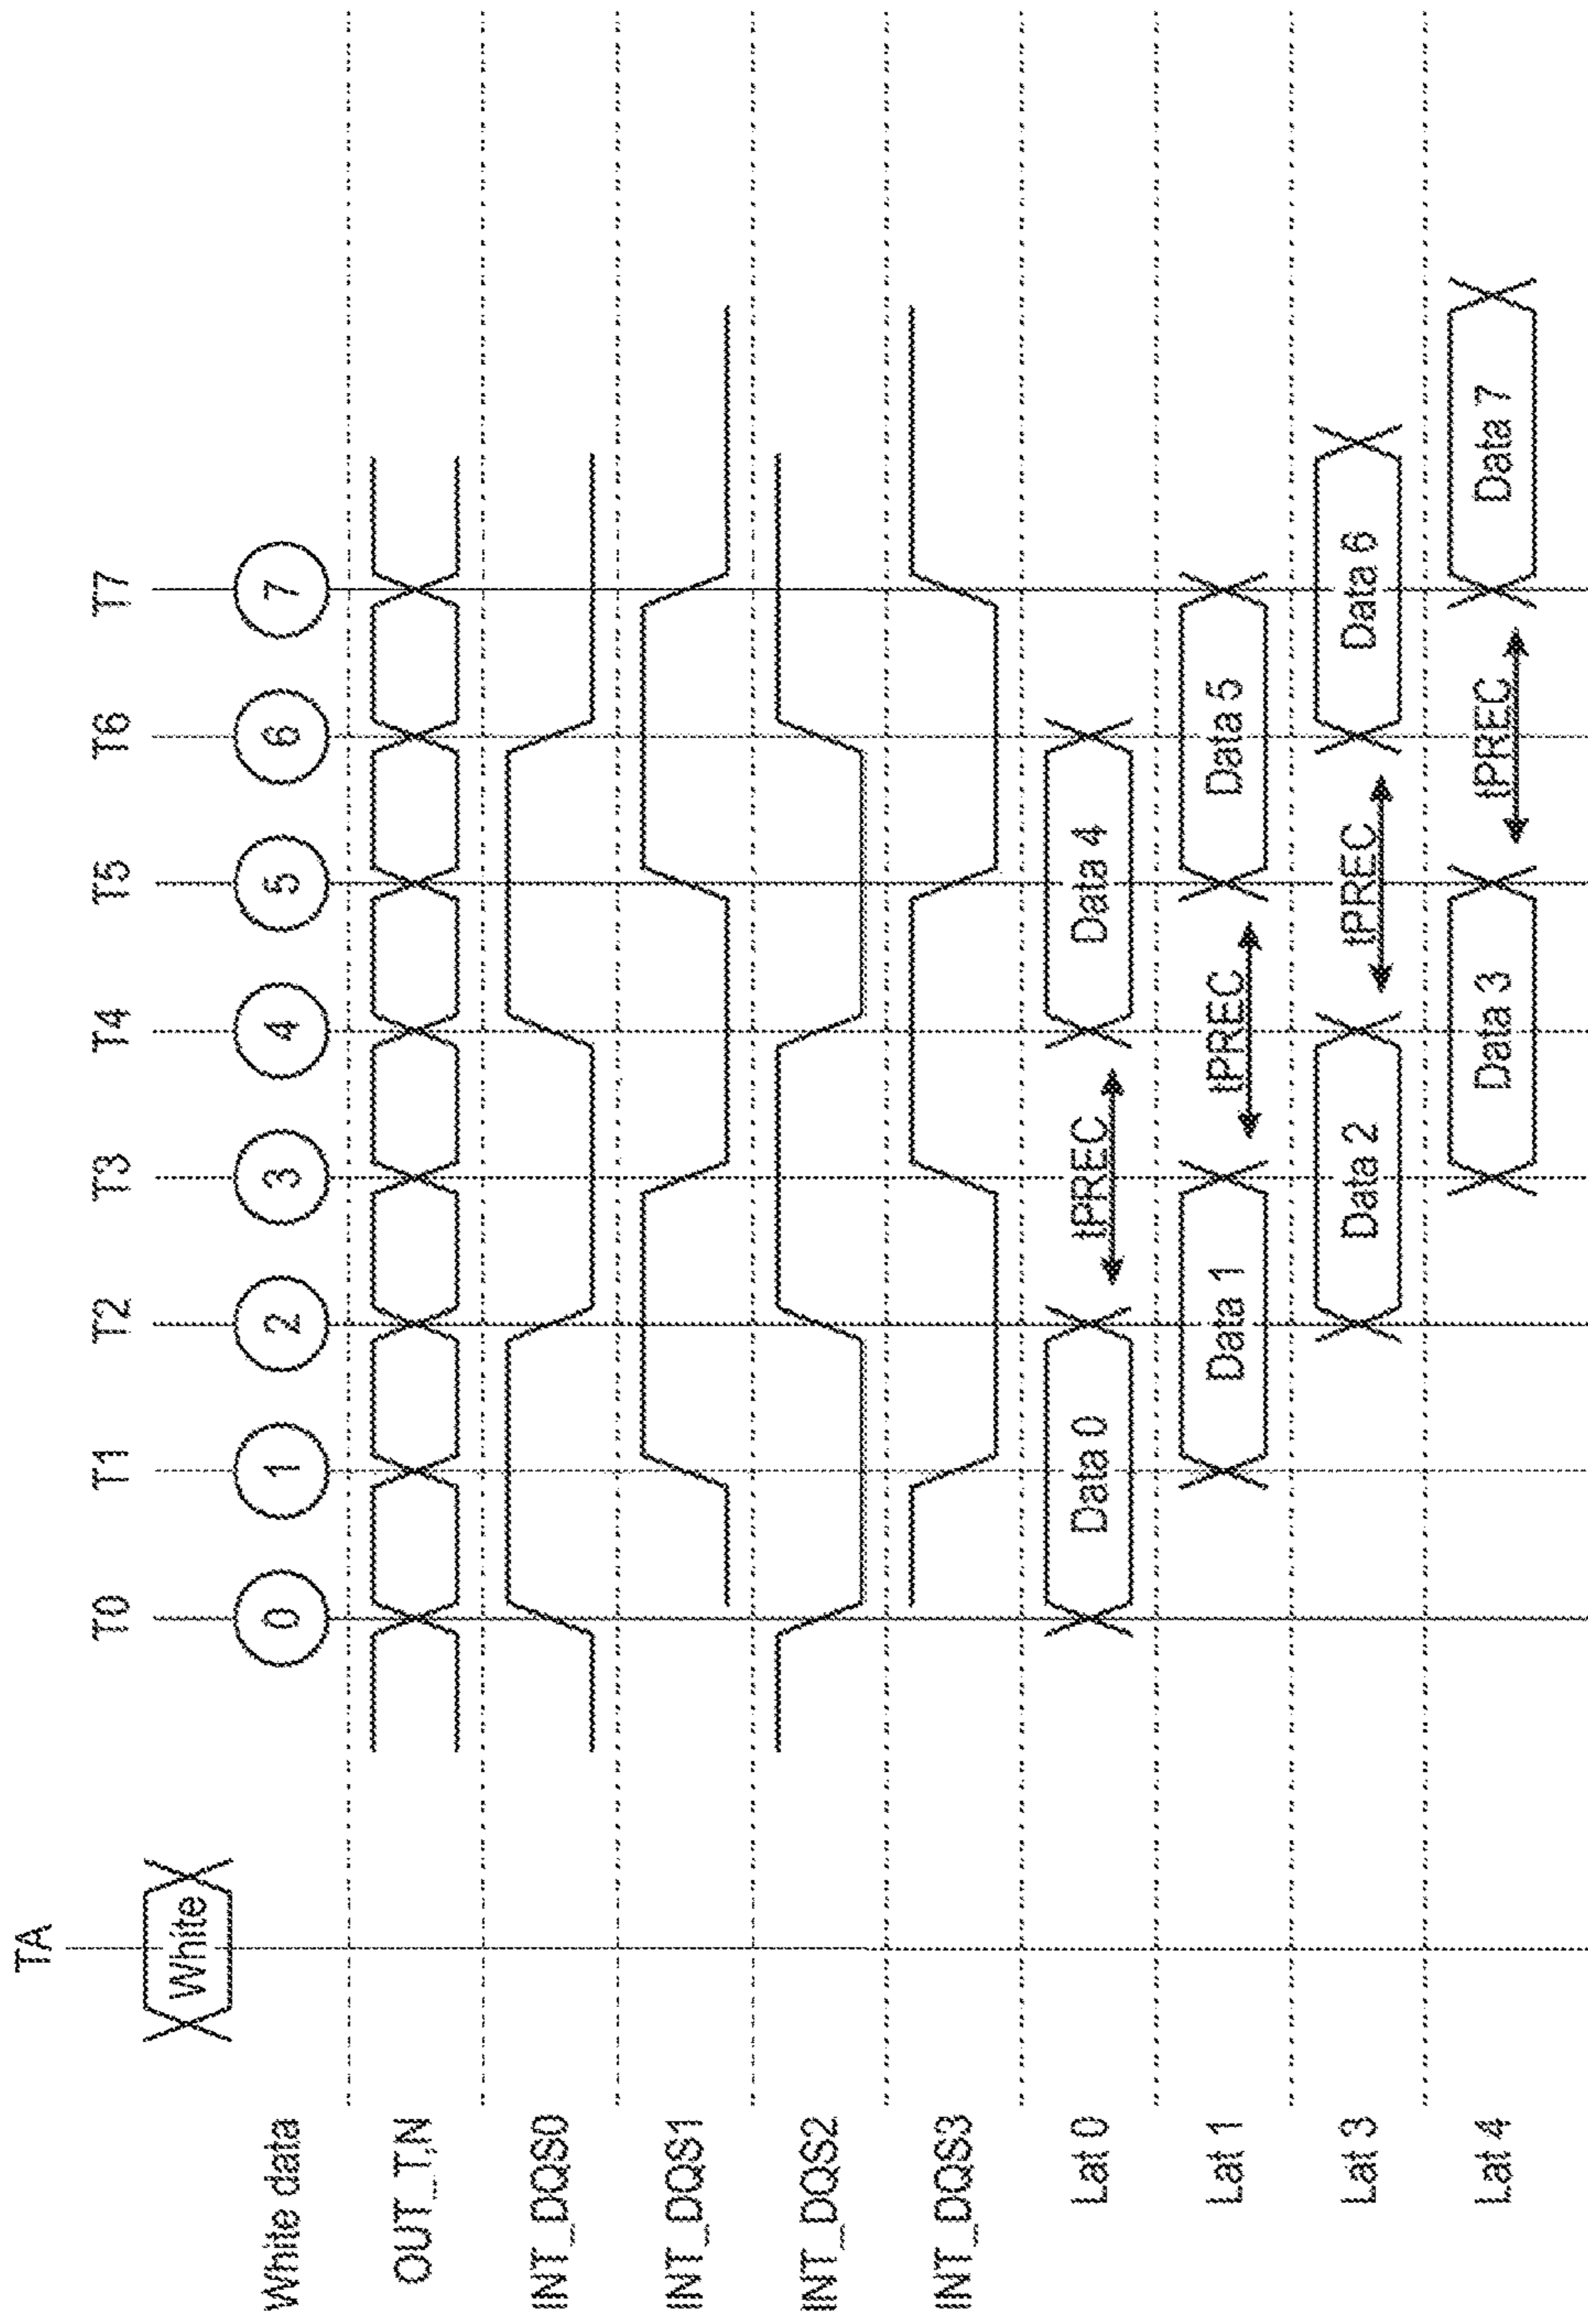 TA
T0 T1 T2 T3 T4 T5 T6 T7
White
White data 0 1 2 3 4 5 6 7
OUT_T,N
INT_DQS0
INT_DQS1
INT_DQS2
INT_DQS3
Lat 0 Data 0 tPREC Data 4
Lat 1 Data 1 tPREC Data 5
Lat 3 Data 2 tPREC Data 6
Lat 4 Data 3 tPREC Data 7